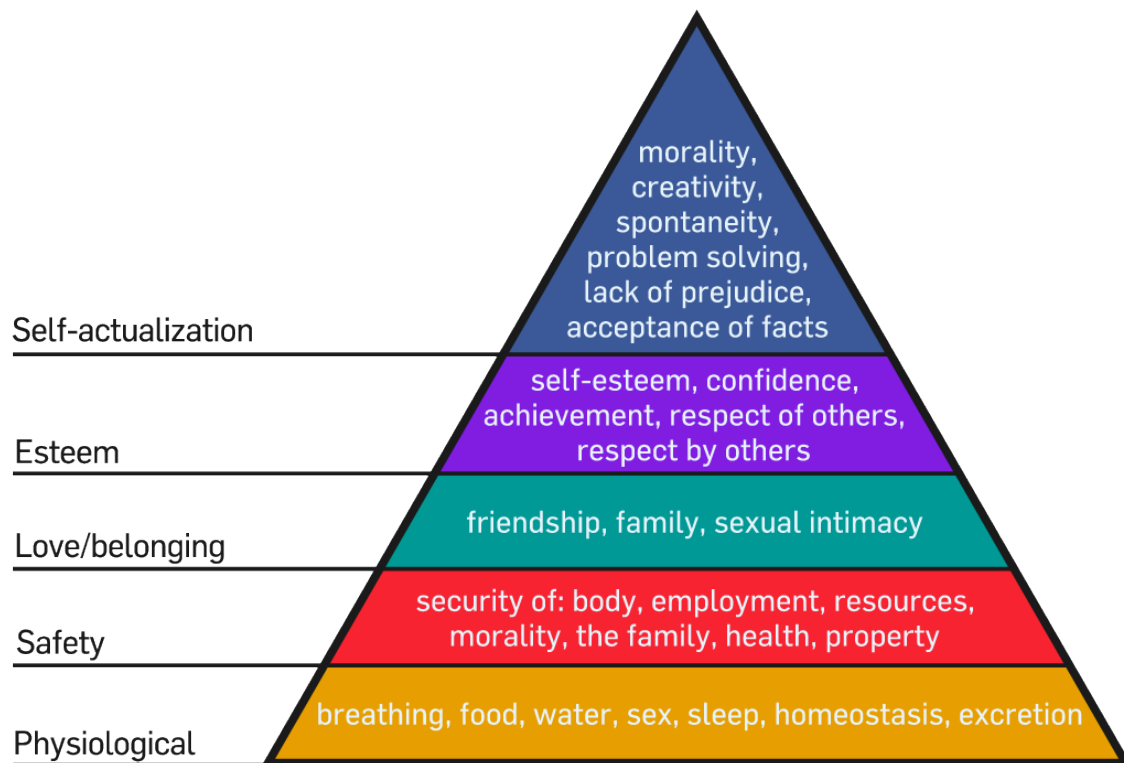 morality,
creativity,
spontaneity,
problem solving,
lack of prejudice,
acceptance of facts
Self-actualization
self-esteem, confidence,
achievement, respect of others,
respect by others
Esteem
friendship, family, sexual intimacy
Love/belonging
security of: body, employment, resources,
morality, the family, health, property
Safety
breathing, food, water, sex, sleep, homeostasis, excretion
Physiological